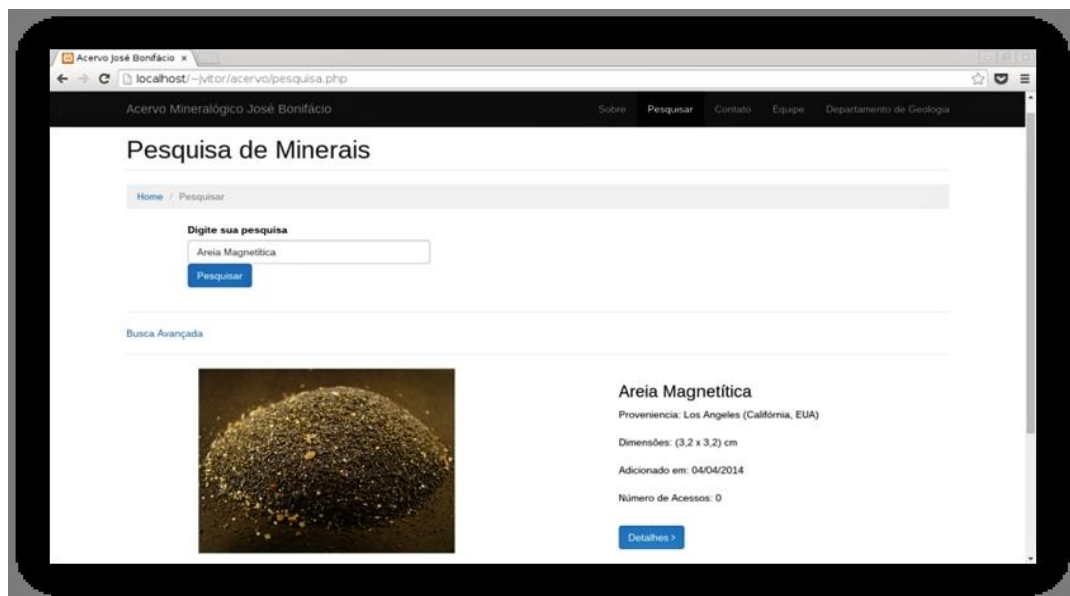 Acervo José Bonifácio ×
localhost/~jvitor/acervo/pesquisa.php
Acervo Mineralógico José Bonifácio Sobre Pesquisar Contato Equipe Departamento de Geologia
Pesquisa de Minerais
Home / Pesquisar
Digite sua pesquisa
Areia Magnetítica
Pesquisar
Busca Avançada
Areia Magnetítica
Proveniencia: Los Angeles (Califórnia, EUA)
Dimensões: (3,2 x 3,2) cm
Adicionado em: 04/04/2014
Número de Acessos: 0
Detalhes >